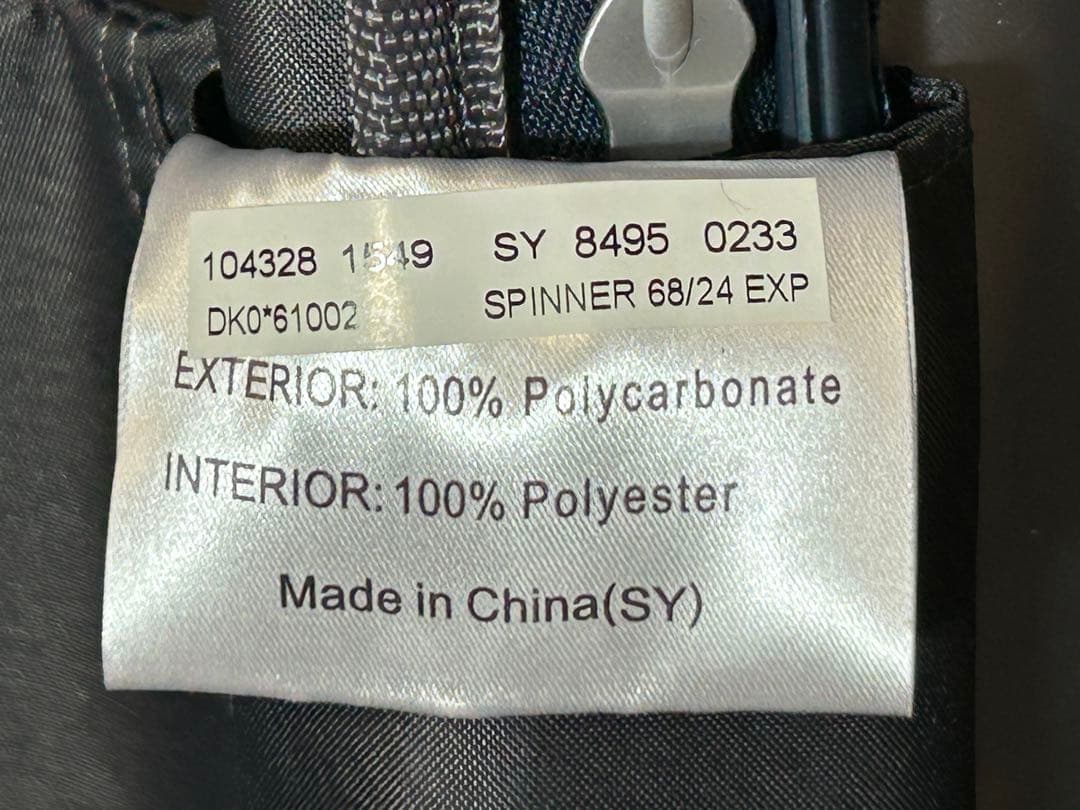 104328 1549 SY 8495 0233
DK0*61002 SPINNER 68/24 EXP
EXTERIOR: 100% Polycarbonate
INTERIOR: 100% Polyester
Made in China(SY)